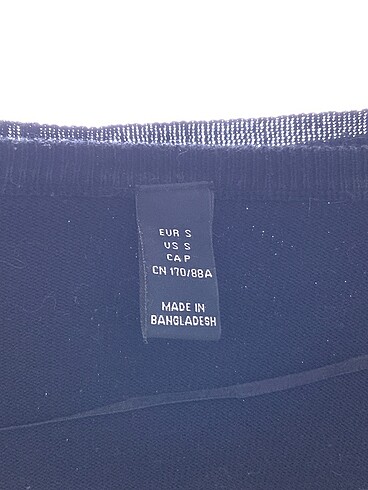 EUR S
US S
CA P
CN 170/88A
MADE IN
BANGLADESH